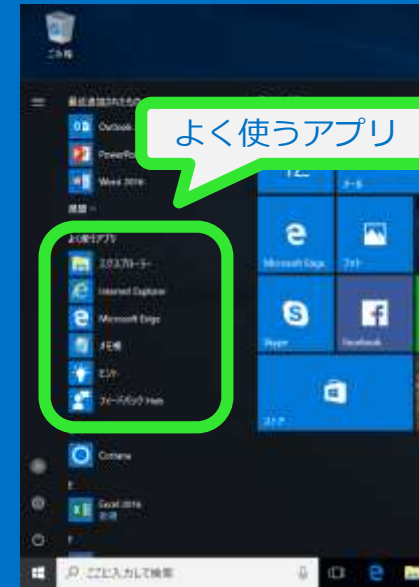 ごみ箱
最近追加されたもの
よく使うアプリ
Outlook
PowerPo
Word 2016
展開
メール
よく使うアプリ
エクスプローラー
Internet Explorer
Microsoft Edge
メモ帳
ヒント
フィードバック Hub
Microsoft Edge
フォト
Skype
Facebook
ストア
Cortana
E
Excel 2016
新規
F
ここに入力して検索